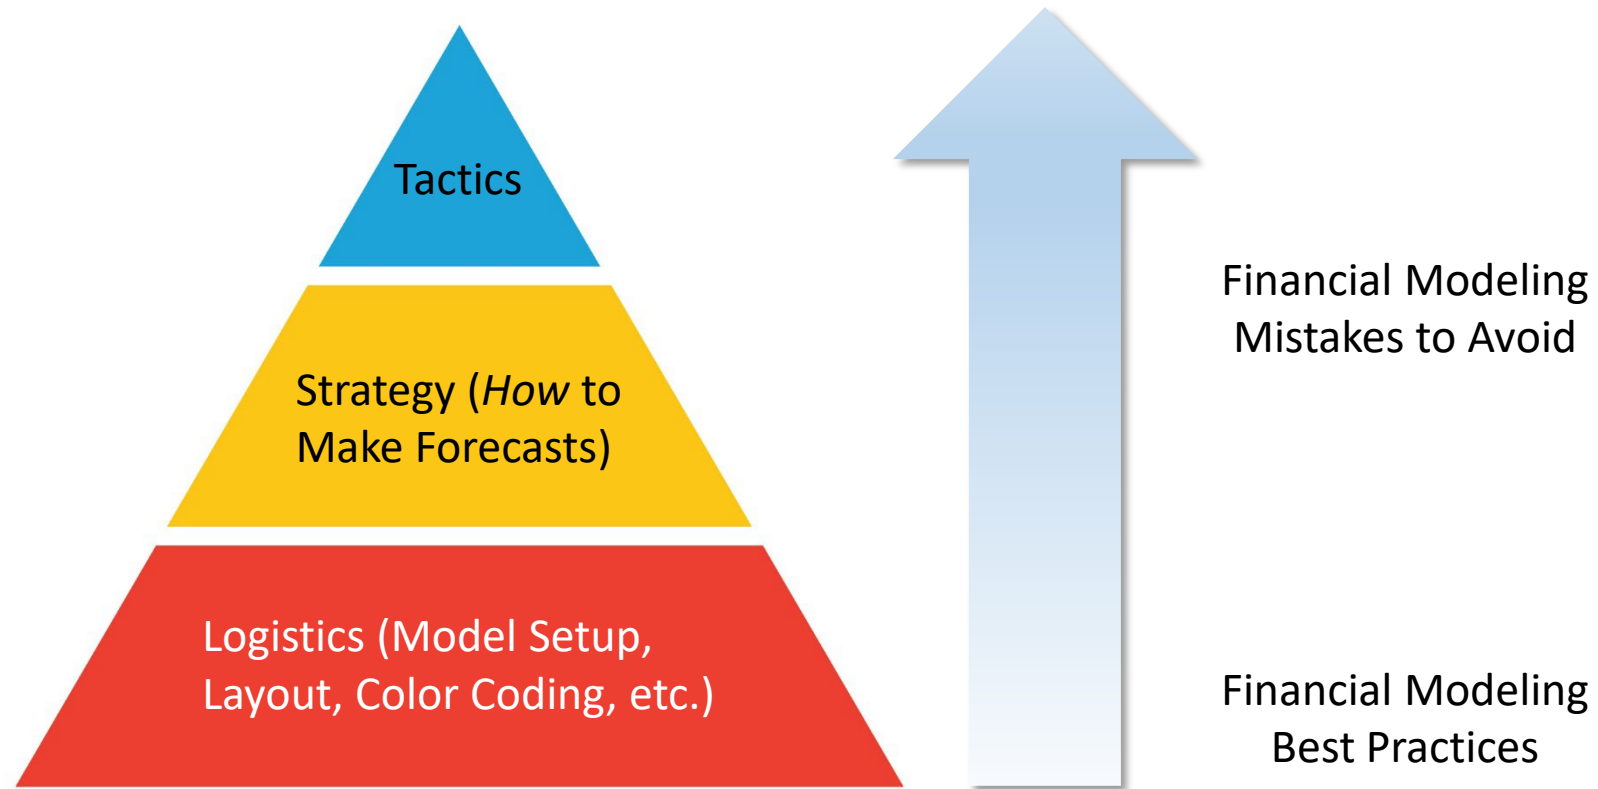 Tactics
Strategy (How to
Make Forecasts)
Logistics (Model Setup,
Layout, Color Coding, etc.)
Financial Modeling
Mistakes to Avoid
Financial Modeling
Best Practices